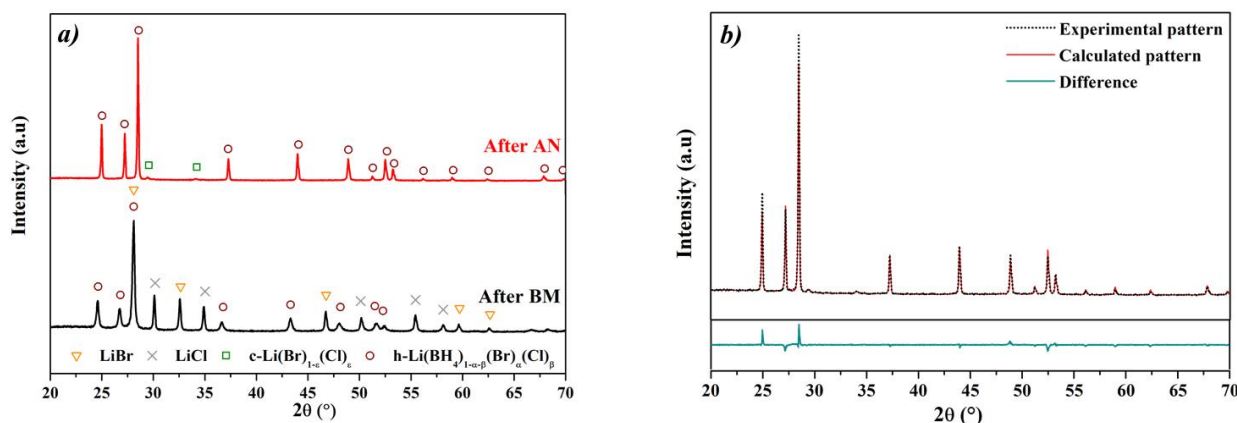 a)
After AN
After BM
LiBr
LiCl
c-Li(Br)1-ε(Cl)ε
h-Li(BH4)1-α-β(Br)α(Cl)β
Intensity (a.u)
20 25 30 35 40 45 50 55 60 65 70
2θ (°)
b)
Experimental pattern
Calculated pattern
Difference
Intensity (a.u)
20 25 30 35 40 45 50 55 60 65 70
2θ (°)